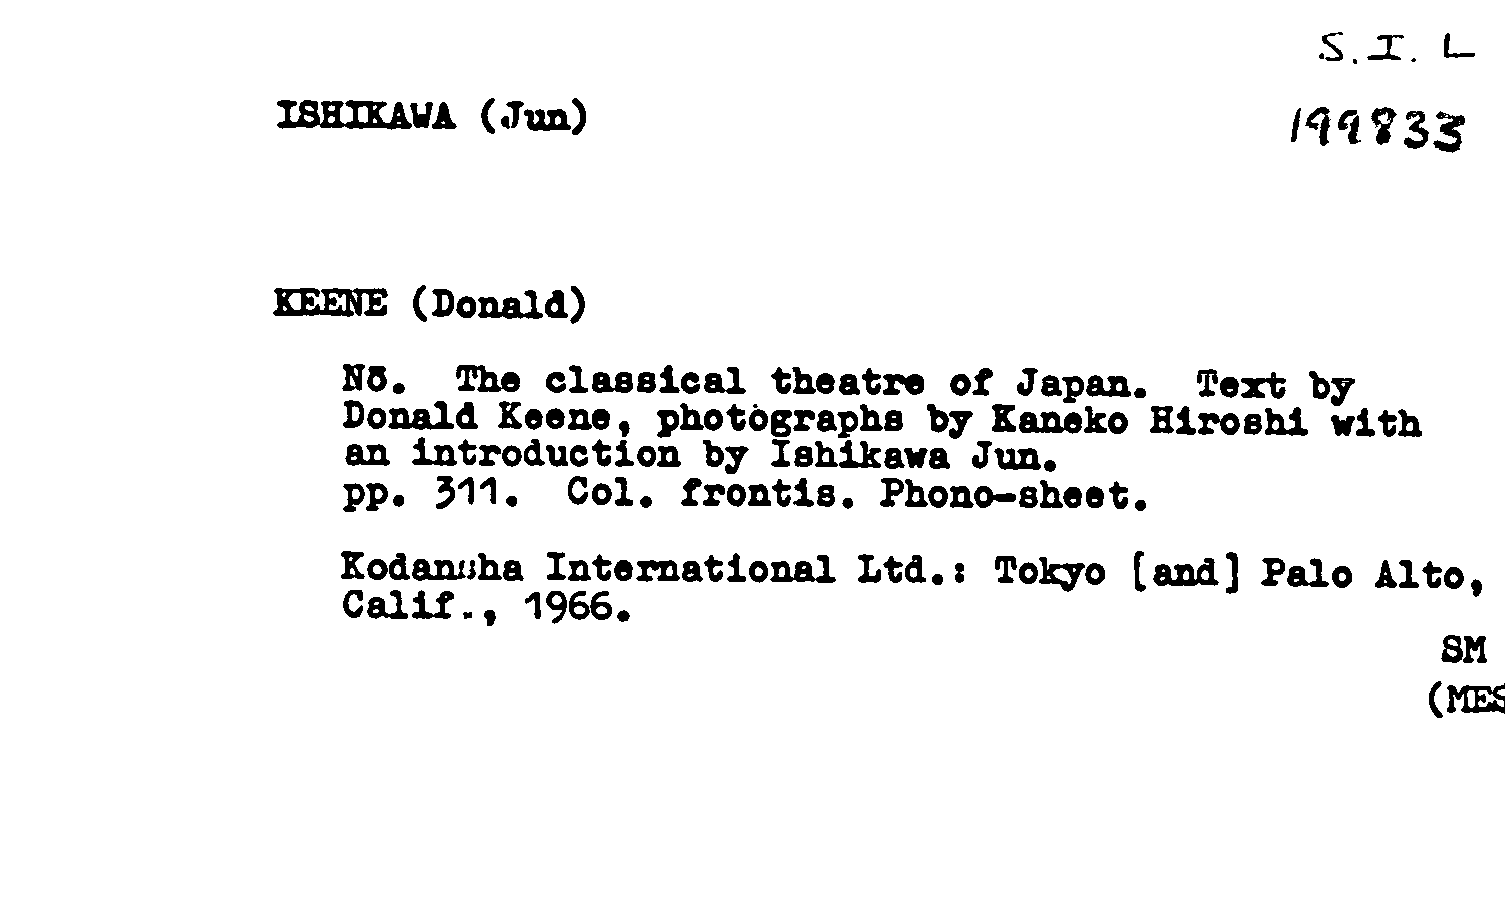 S. I. L
ISHIKAWA (Jun)
199833
KEENE (Donald)
Nō. The classical theatre of Japan. Text by
Donald Keene, photographs by Kaneko Hiroshi with
an introduction by Ishikawa Jun.
pp. 311. Col. frontis. Phono-sheet.
Kodansha International Ltd.: Tokyo [and] Palo Alto,
Calif., 1966.
SM
(MES